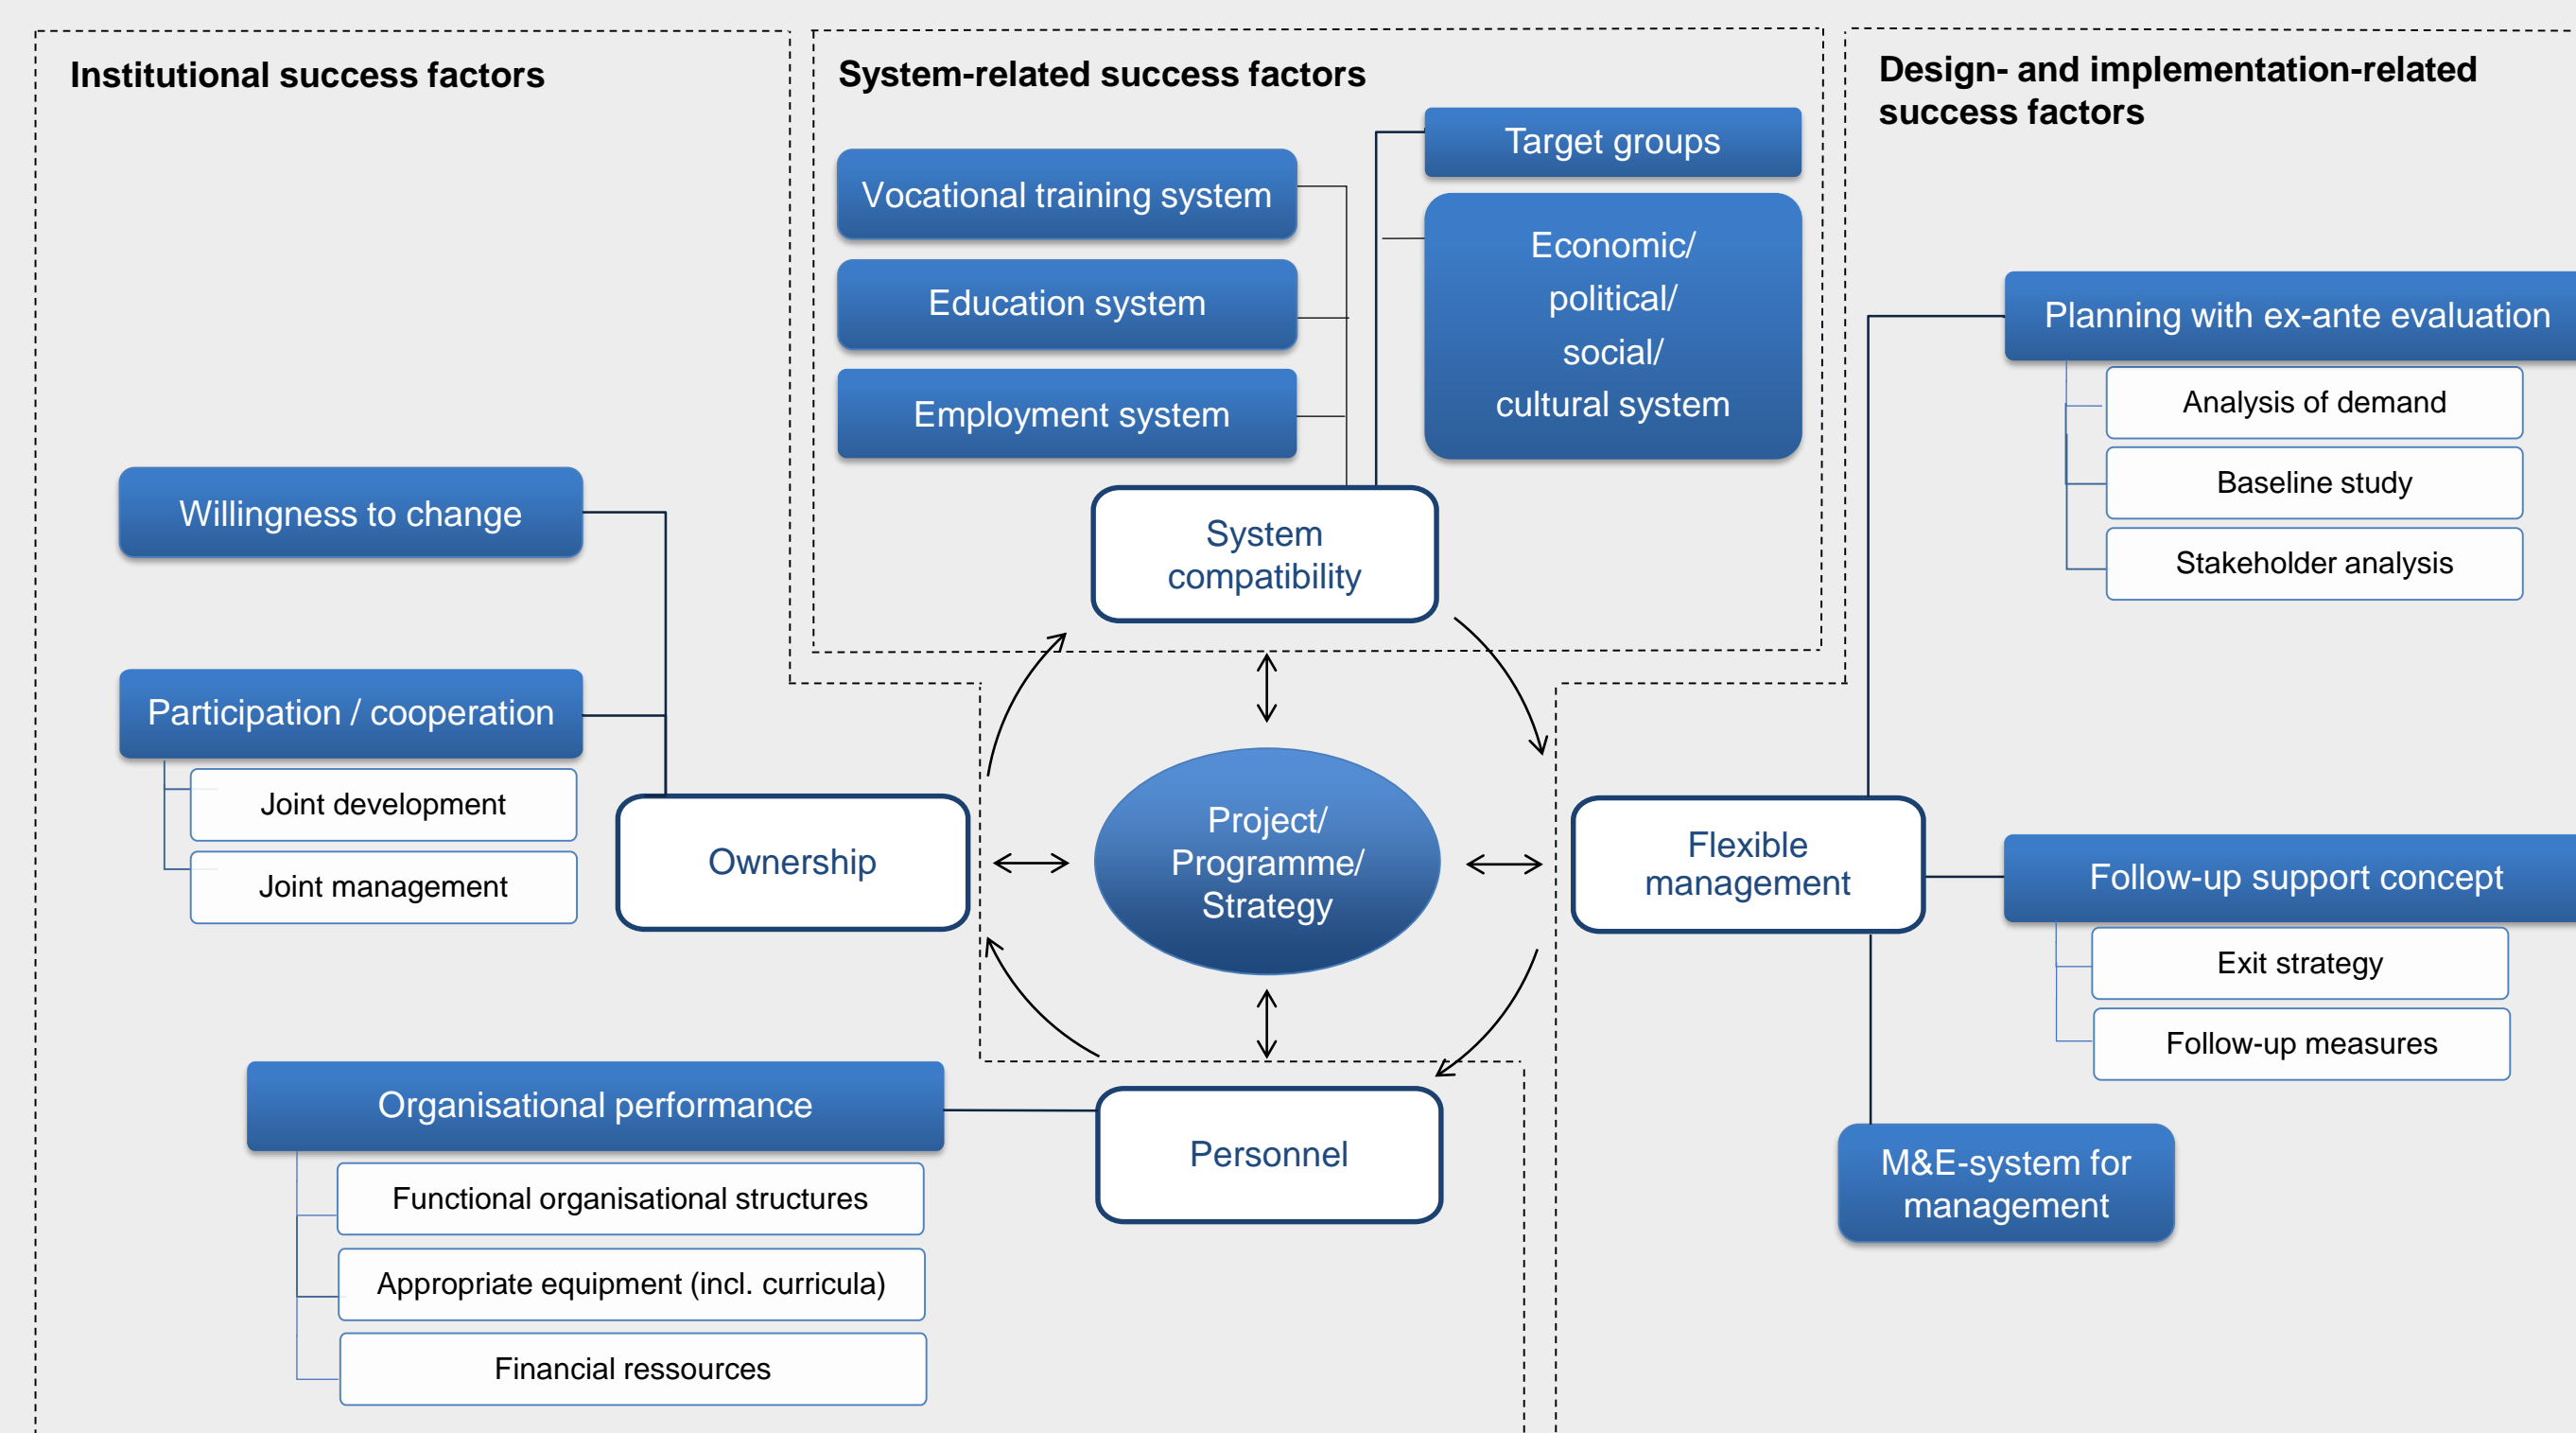 Institutional success factors
Willingness to change
Participation / cooperation
Joint development
Joint management
Ownership
Organisational performance
Functional organisational structures
Appropriate equipment (incl. curricula)
Financial ressources
Personnel
System-related success factors
Vocational training system
Education system
Employment system
Target groups
Economic/
political/
social/
cultural system
System
compatibility
Project/
Programme/
Strategy
Design- and implementation-related
success factors
Planning with ex-ante evaluation
Analysis of demand
Baseline study
Stakeholder analysis
Flexible
management
Follow-up support concept
Exit strategy
Follow-up measures
M&E-system for
management